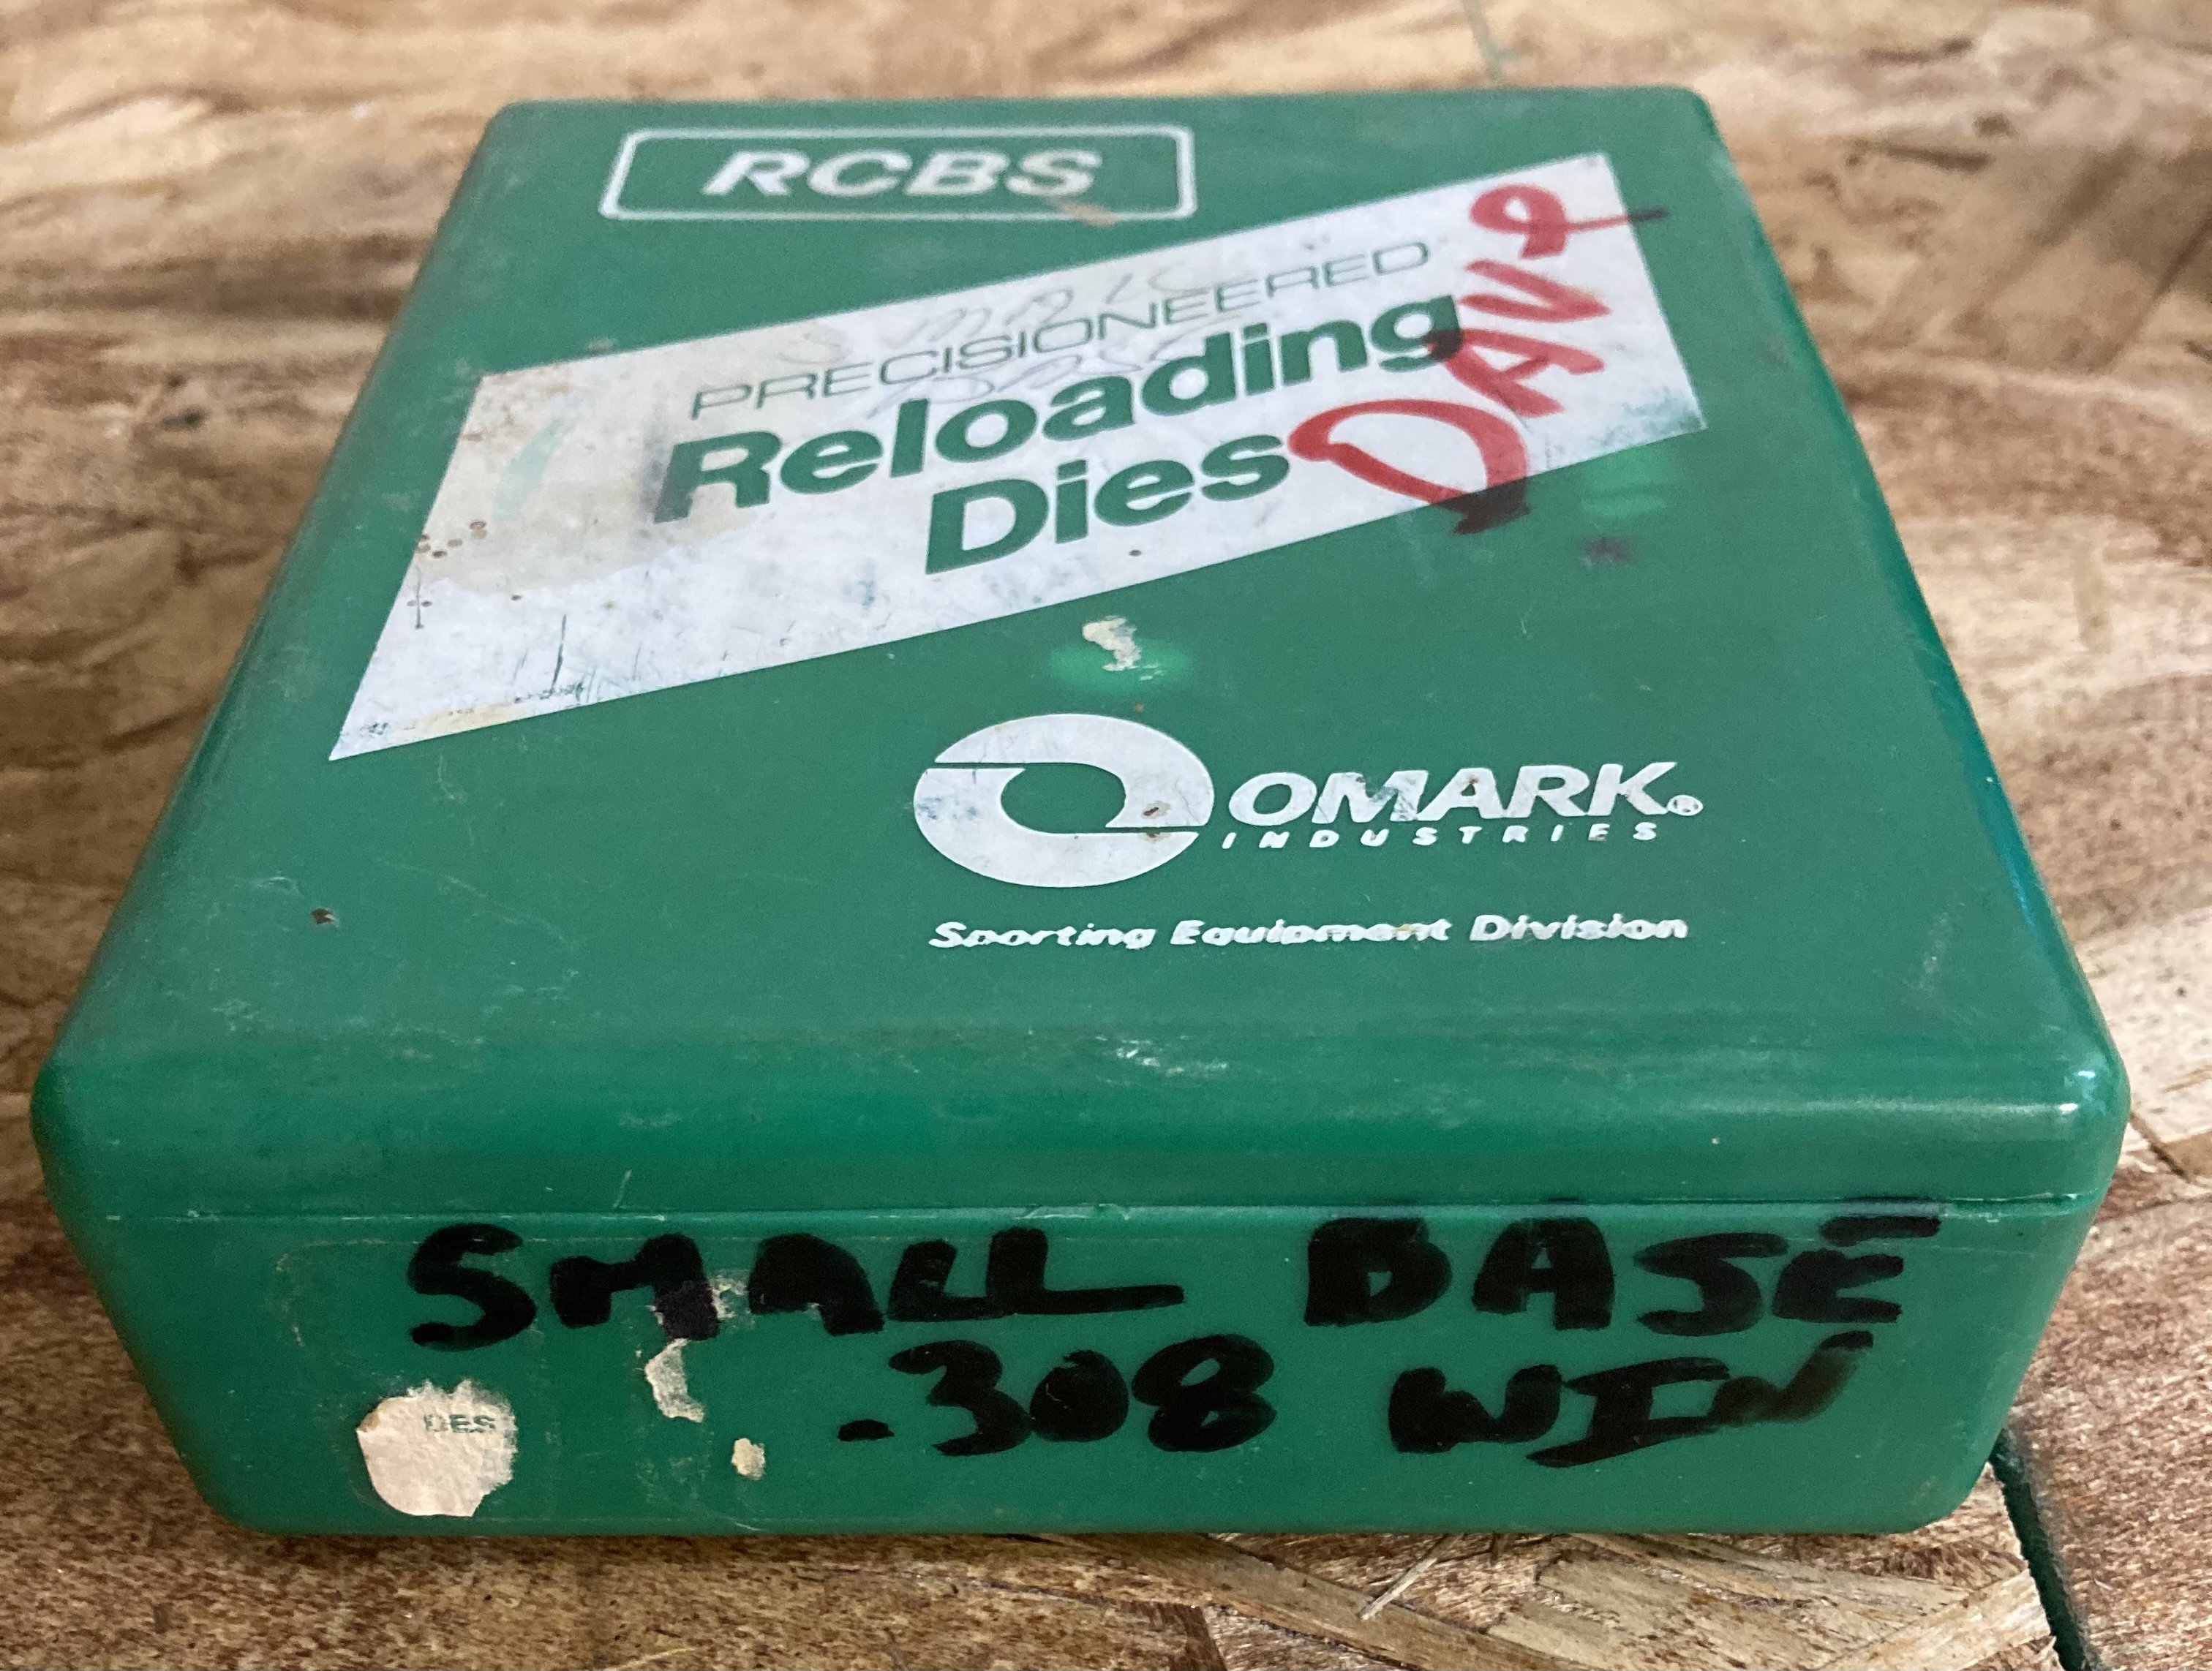 RCBS
PRECISIONEERED
Reloading
Dies
DAVe
OMARK®
INDUSTRIES
Sporting Equipment Division
SMALL BASE
.308 WIN